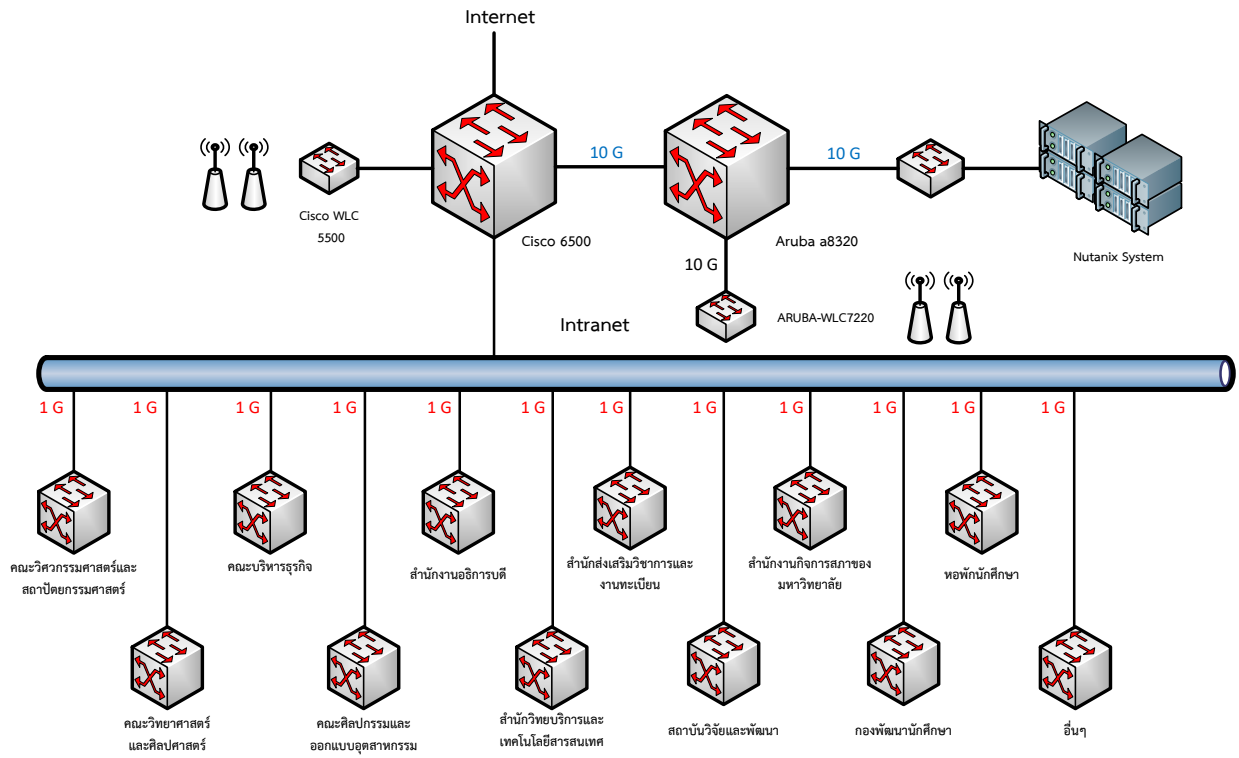 Internet
10 G
10 G
Cisco WLC
5500
Cisco 6500
Aruba a8320
Nutanix System
10 G
ARUBA-WLC7220
Intranet
1 G
1 G
1 G
1 G
1 G
1 G
1 G
1 G
1 G
1 G
1 G
1 G
คณะวิศวกรรมศาสตร์และ
สถาปัตยกรรมศาสตร์
คณะบริหารธุรกิจ
สำนักงานอธิการบดี
สำนักส่งเสริมวิชาการและ
งานทะเบียน
สำนักงานกิจการสภาของ
มหาวิทยาลัย
หอพักนักศึกษา
คณะวิทยาศาสตร์
และศิลปศาสตร์
คณะศิลปกรรมและ
ออกแบบอุตสาหกรรม
สำนักวิทยบริการและ
เทคโนโลยีสารสนเทศ
สถาบันวิจัยและพัฒนา
กองพัฒนานักศึกษา
อื่นๆ